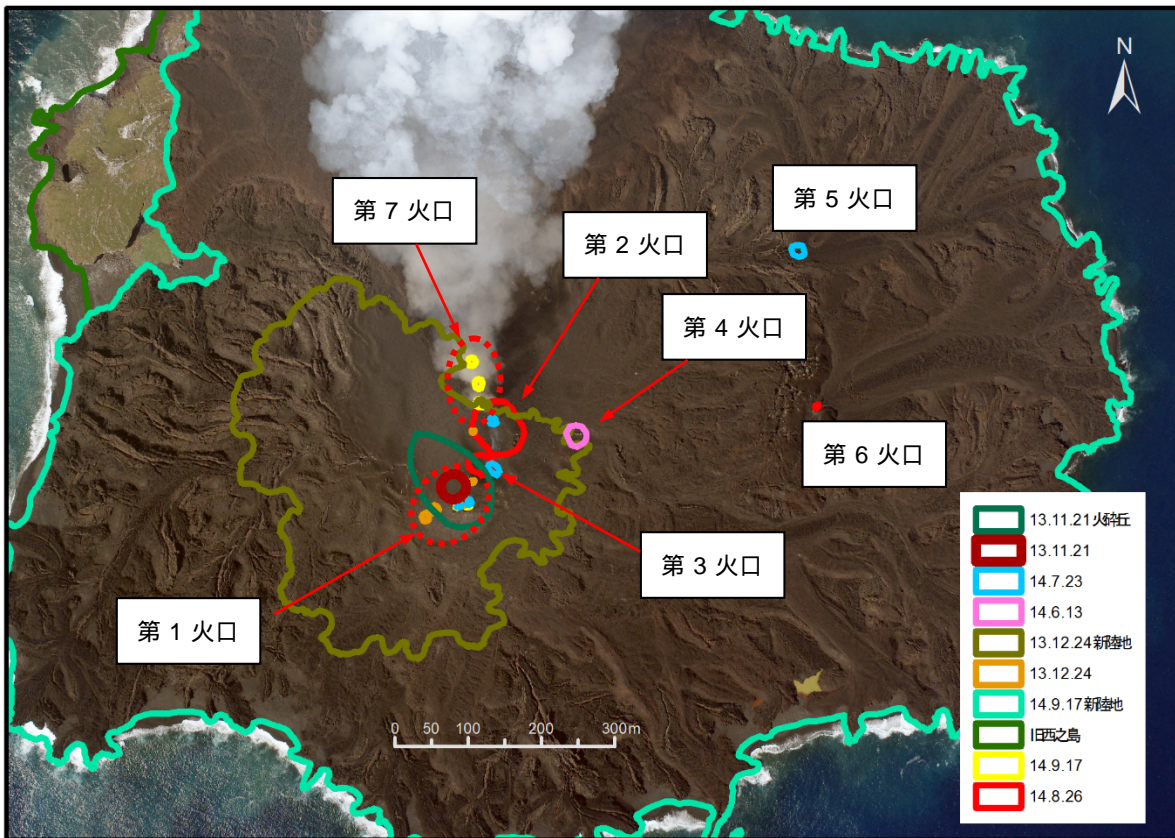 N
第 7 火口
第 2 火口
第 5 火口
第 4 火口
第 6 火口
第 3 火口
第 1 火口
0 50 100 200 300m
13.11.21火砕丘
13.11.21
14.7.23
14.6.13
13.12.24新陸地
13.12.24
14.9.17新陸地
旧西之島
14.9.17
14.8.26